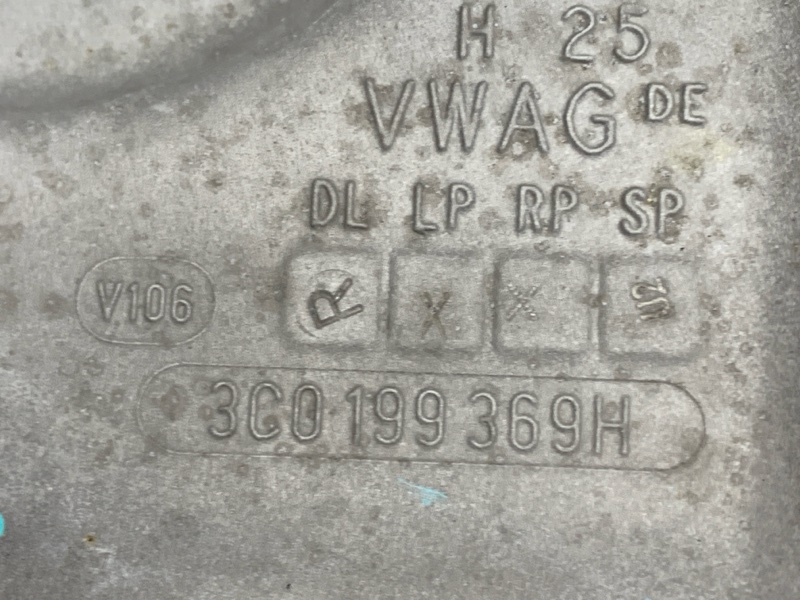 H 25
VWAG DE
DL LP RP SP
R X X
V106
3C0 199 369H